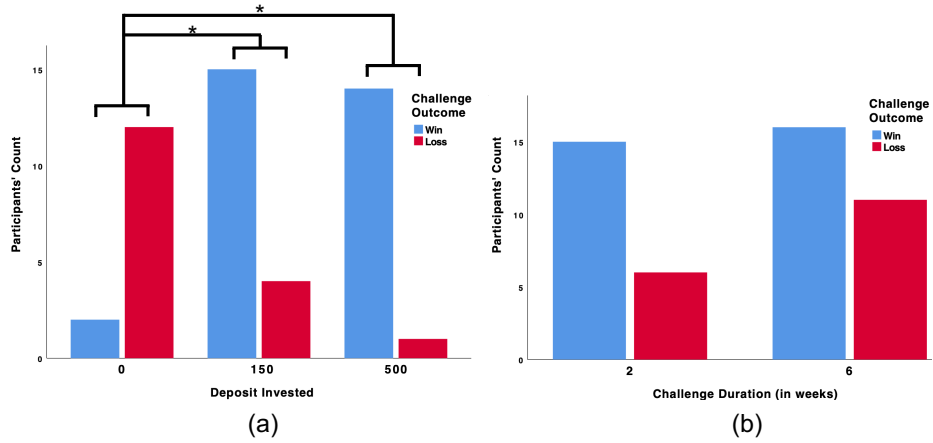 *
*
15
10
5
0
Participants' Count
0 150 500
Deposit Invested
Challenge
Outcome
Win
Loss
(a)
15
10
5
0
Participants' Count
2 6
Challenge Duration (in weeks)
Challenge
Outcome
Win
Loss
(b)